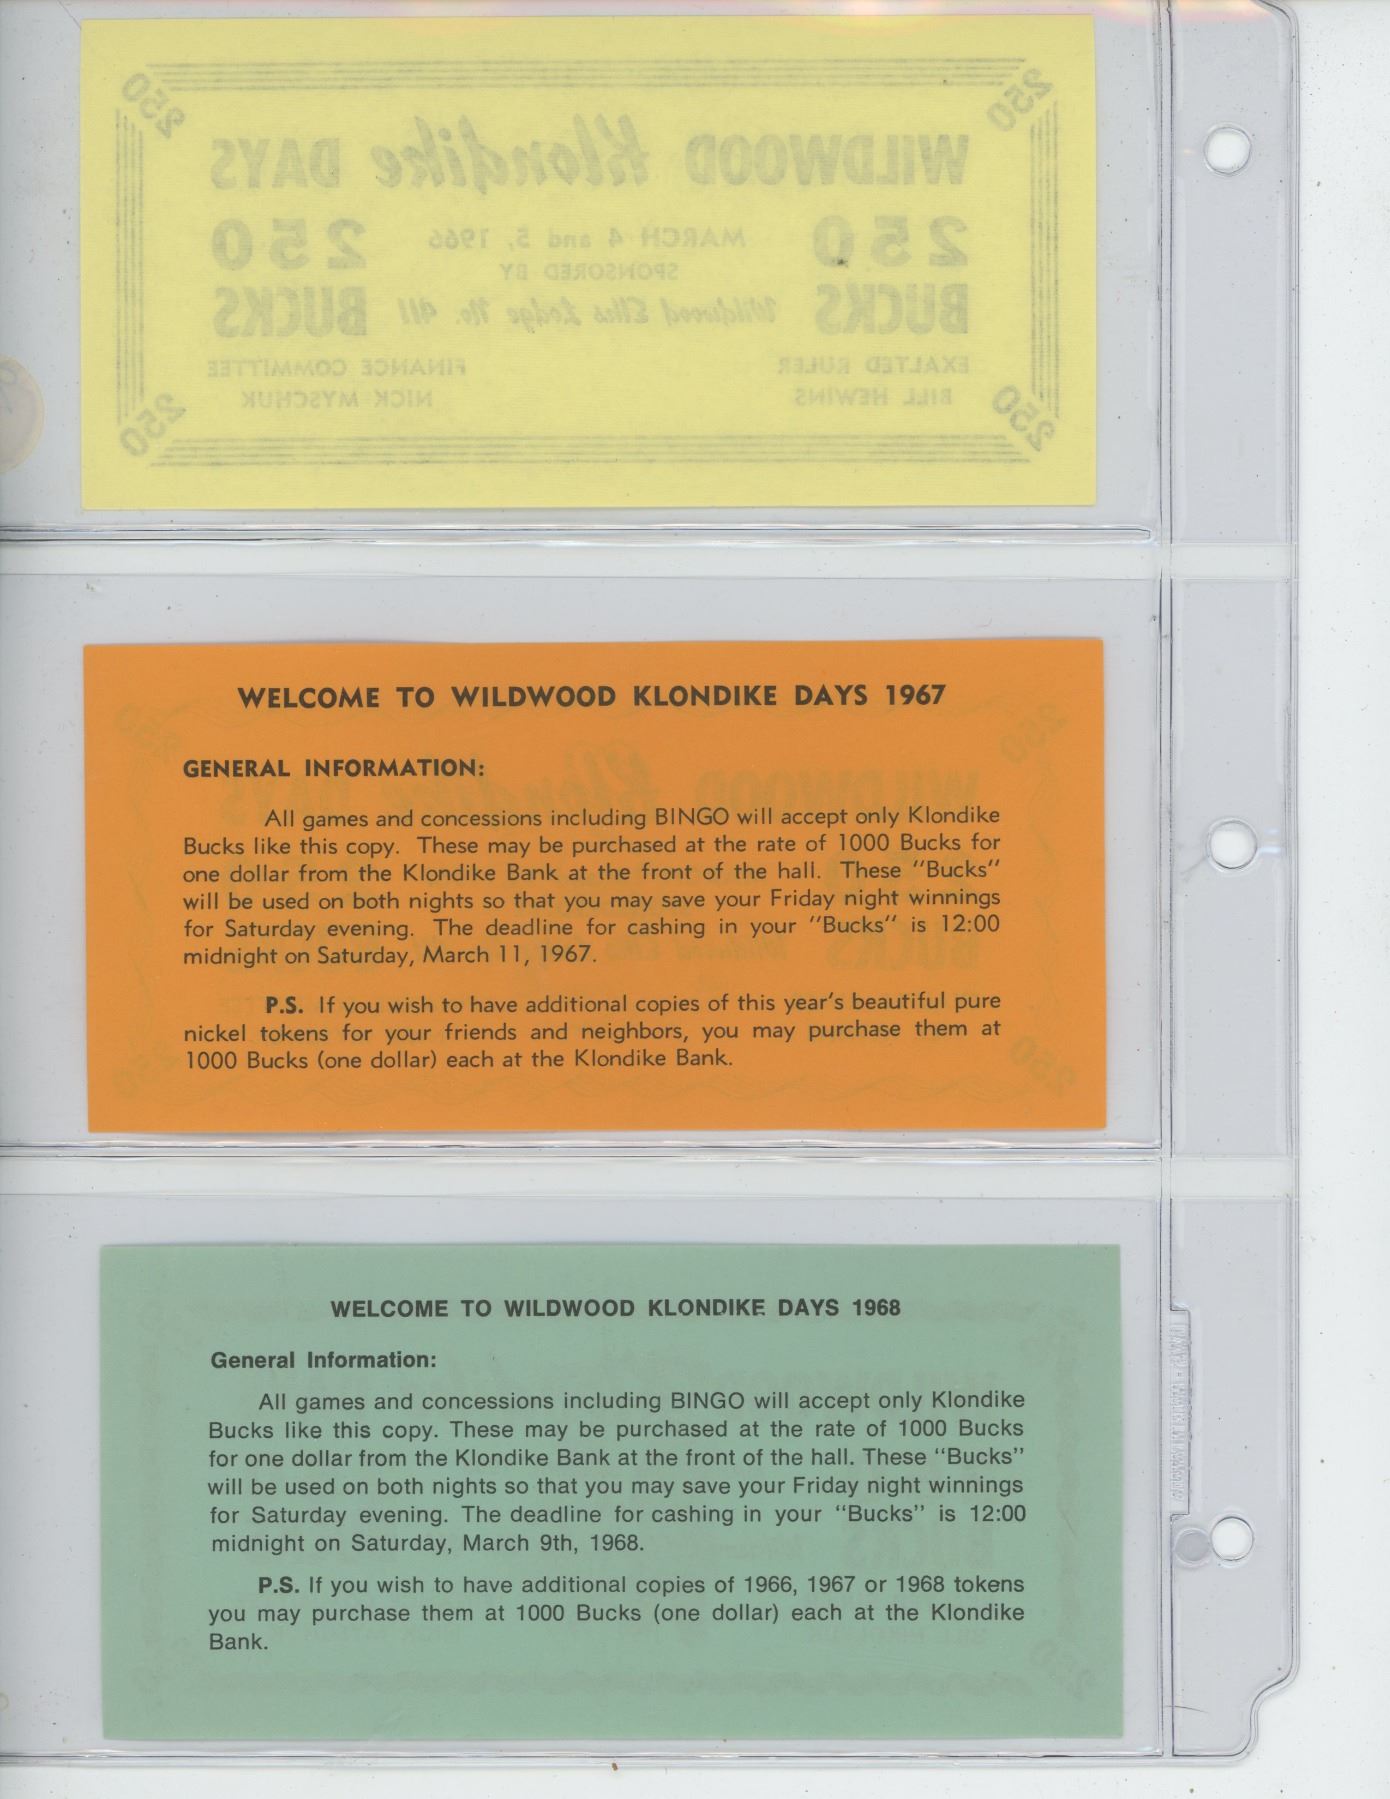 250 250
WILDWOOD Klondike DAYS
250 MARCH 4 and 5, 1966 250
SPONSORED BY
BUCKS Wildwood Elks Lodge No. 411 BUCKS
EXALTED RULER FINANCE COMMITTEE
BILL HEWINS NICK MYSCHUK
250 250
WELCOME TO WILDWOOD KLONDIKE DAYS 1967
GENERAL INFORMATION:
All games and concessions including BINGO will accept only Klondike
Bucks like this copy. These may be purchased at the rate of 1000 Bucks for
one dollar from the Klondike Bank at the front of the hall. These "Bucks"
will be used on both nights so that you may save your Friday night winnings
for Saturday evening. The deadline for cashing in your "Bucks" is 12:00
midnight on Saturday, March 11, 1967.
P.S. If you wish to have additional copies of this year's beautiful pure
nickel tokens for your friends and neighbors, you may purchase them at
1000 Bucks (one dollar) each at the Klondike Bank.
WELCOME TO WILDWOOD KLONDIKE DAYS 1968
General Information:
All games and concessions including BINGO will accept only Klondike
Bucks like this copy. These may be purchased at the rate of 1000 Bucks
for one dollar from the Klondike Bank at the front of the hall. These "Bucks"
will be used on both nights so that you may save your Friday night winnings
for Saturday evening. The deadline for cashing in your "Bucks" is 12:00
midnight on Saturday, March 9th, 1968.
P.S. If you wish to have additional copies of 1966, 1967 or 1968 tokens
you may purchase them at 1000 Bucks (one dollar) each at the Klondike
Bank.